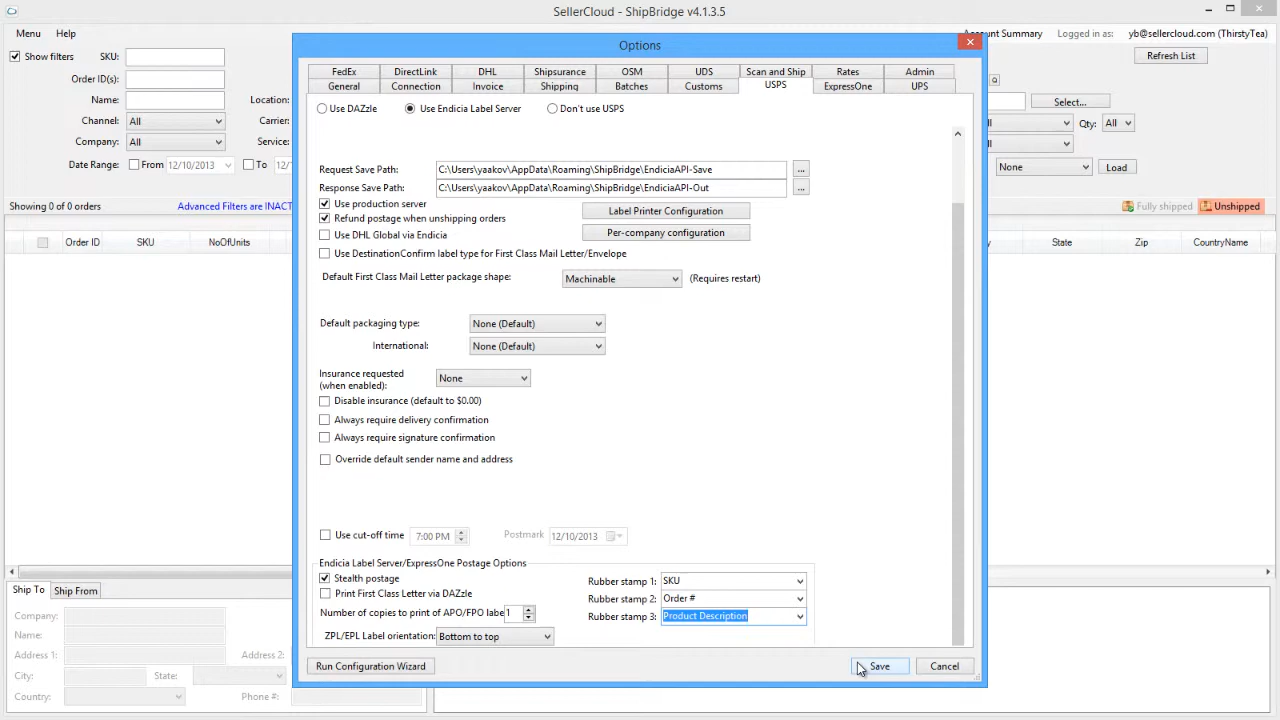 SellerCloud - ShipBridge v4.1.3.5
Menu Help
Account Summary Logged in as: yb@sellercloud.com (ThirstyTea)
Show filters SKU:
Refresh List
Order ID(s):
Name: Location:
Select...
Channel: All Carrier:
Qty: All
Company: All Service:
Date Range: From 12/10/2013 To 12/1
None Load
Showing 0 of 0 orders Advanced Filters are INACT
Fully shipped Unshipped
Order ID SKU NoOfUnits
State Zip CountryName
Options
FedEx DirectLink DHL Shipsurance OSM UDS Scan and Ship Rates Admin
General Connection Invoice Shipping Batches Customs USPS ExpressOne UPS
Use DAZzle Use Endicia Label Server Don't use USPS
Request Save Path: C:\Users\yaakov\AppData\Roaming\ShipBridge\EndiciaAPI-Save ...
Response Save Path: C:\Users\yaakov\AppData\Roaming\ShipBridge\EndiciaAPI-Out ...
Use production server
Label Printer Configuration
Refund postage when unshipping orders
Per-company configuration
Use DHL Global via Endicia
Use DestinationConfirm label type for First Class Mail Letter/Envelope
Default First Class Mail Letter package shape: Machinable (Requires restart)
Default packaging type: None (Default)
International: None (Default)
Insurance requested
(when enabled): None
Disable insurance (default to $0.00)
Always require delivery confirmation
Always require signature confirmation
Override default sender name and address
Use cut-off time 7:00 PM Postmark 12/10/2013
Endicia Label Server/ExpressOne Postage Options
Stealth postage Rubber stamp 1: SKU
Print First Class Letter via DAZzle Rubber stamp 2: Order #
Number of copies to print of APO/FPO labe 1 Rubber stamp 3: Product Description
ZPL/EPL Label orientation: Bottom to top
Run Configuration Wizard Save Cancel
Ship To Ship From
Company:
Name:
Address 1: Address 2:
City: State:
Country: Phone #: